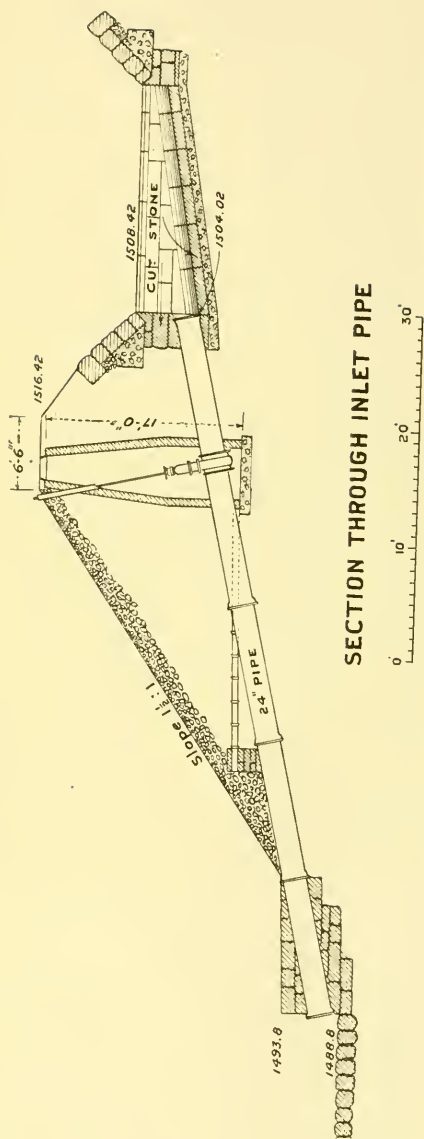 6'-6"
1516.42
1508.42
CUT STONE
17'-0"
1504.02
Slope 1½:1
24" PIPE
1493.8
1488.8
SECTION THROUGH INLET PIPE
0' 10' 20' 30'